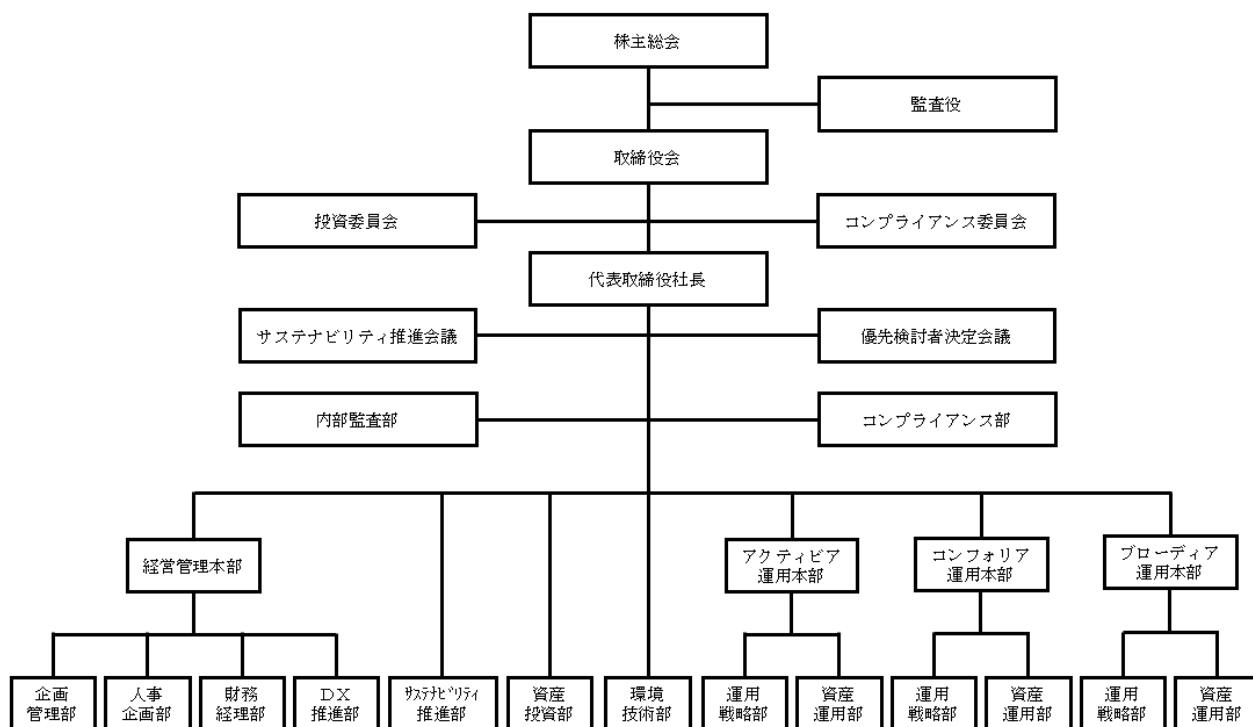 株主総会
監査役
取締役会
投資委員会
コンプライアンス委員会
代表取締役社長
サステナビリティ推進会議
優先検討者決定会議
内部監査部
コンプライアンス部
経営管理本部
アクティビア
運用本部
コンフォリア
運用本部
ブローディア
運用本部
企画
管理部
人事
企画部
財務
経理部
ＤＸ
推進部
ｻｽﾃﾅﾋﾞﾘﾃｨ
推進部
資産
投資部
環境
技術部
運用
戦略部
資産
運用部
運用
戦略部
資産
運用部
運用
戦略部
資産
運用部